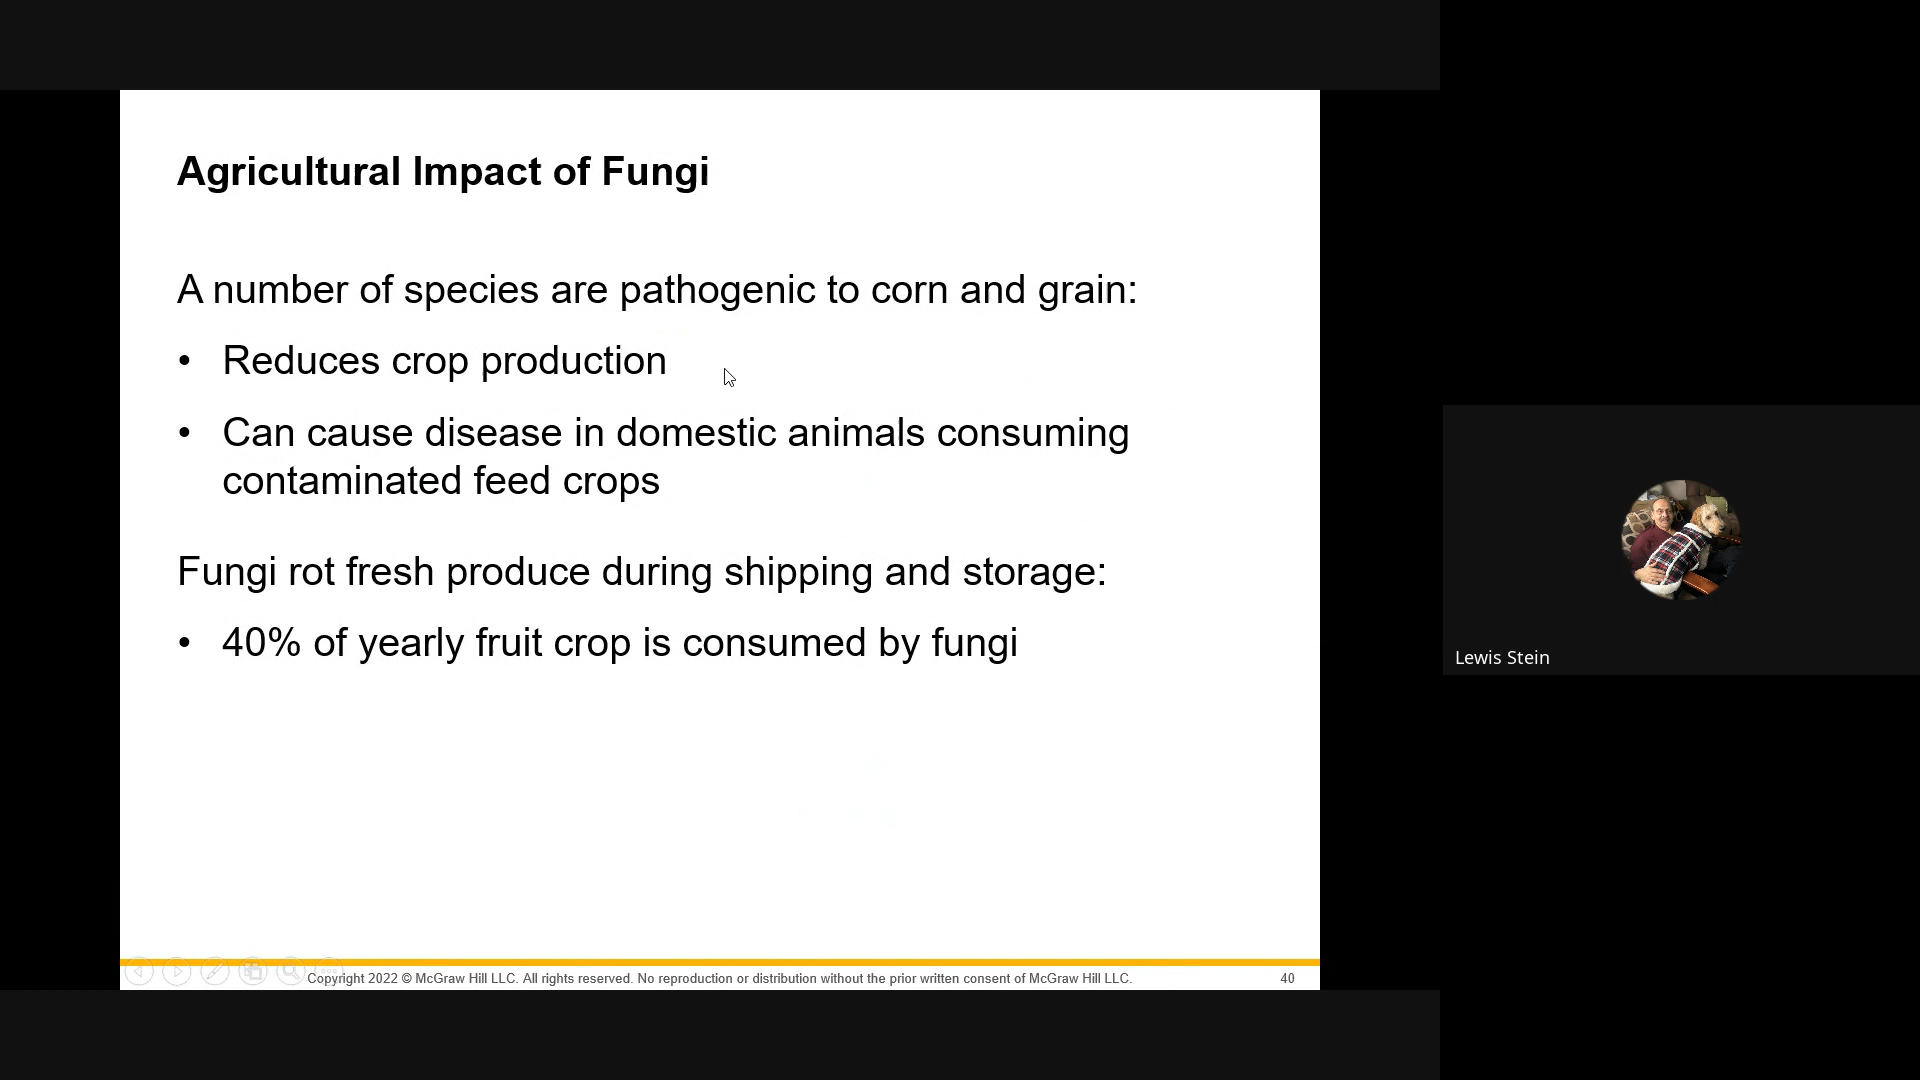 Agricultural Impact of Fungi
A number of species are pathogenic to corn and grain:
• Reduces crop production
• Can cause disease in domestic animals consuming
contaminated feed crops
Fungi rot fresh produce during shipping and storage:
• 40% of yearly fruit crop is consumed by fungi
Copyright 2022 © McGraw Hill LLC. All rights reserved. No reproduction or distribution without the prior written consent of McGraw Hill LLC.
40
Lewis Stein